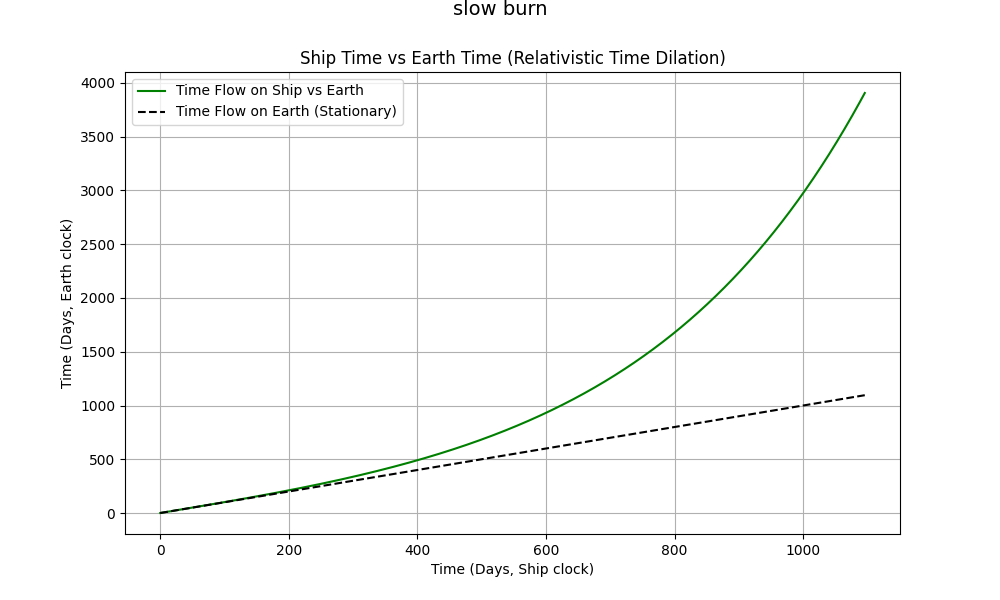 slow burn
Ship Time vs Earth Time (Relativistic Time Dilation)
Time Flow on Ship vs Earth
Time Flow on Earth (Stationary)
4000
3500
3000
2500
2000
1500
1000
500
0
Time (Days, Earth clock)
0 200 400 600 800 1000
Time (Days, Ship clock)